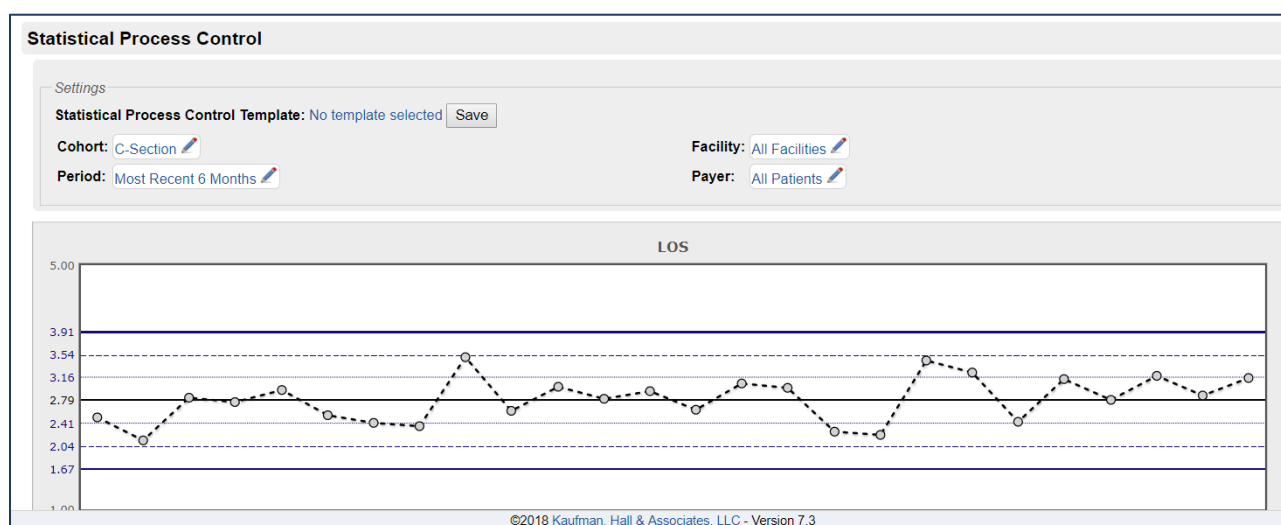 Statistical Process Control
Settings
Statistical Process Control Template: No template selected Save
Cohort: C-Section Facility: All Facilities
Period: Most Recent 6 Months Payer: All Patients
LOS
5.00
3.91
3.54
3.16
2.79
2.41
2.04
1.67
1.00
©2018 Kaufman, Hall & Associates, LLC - Version 7.3